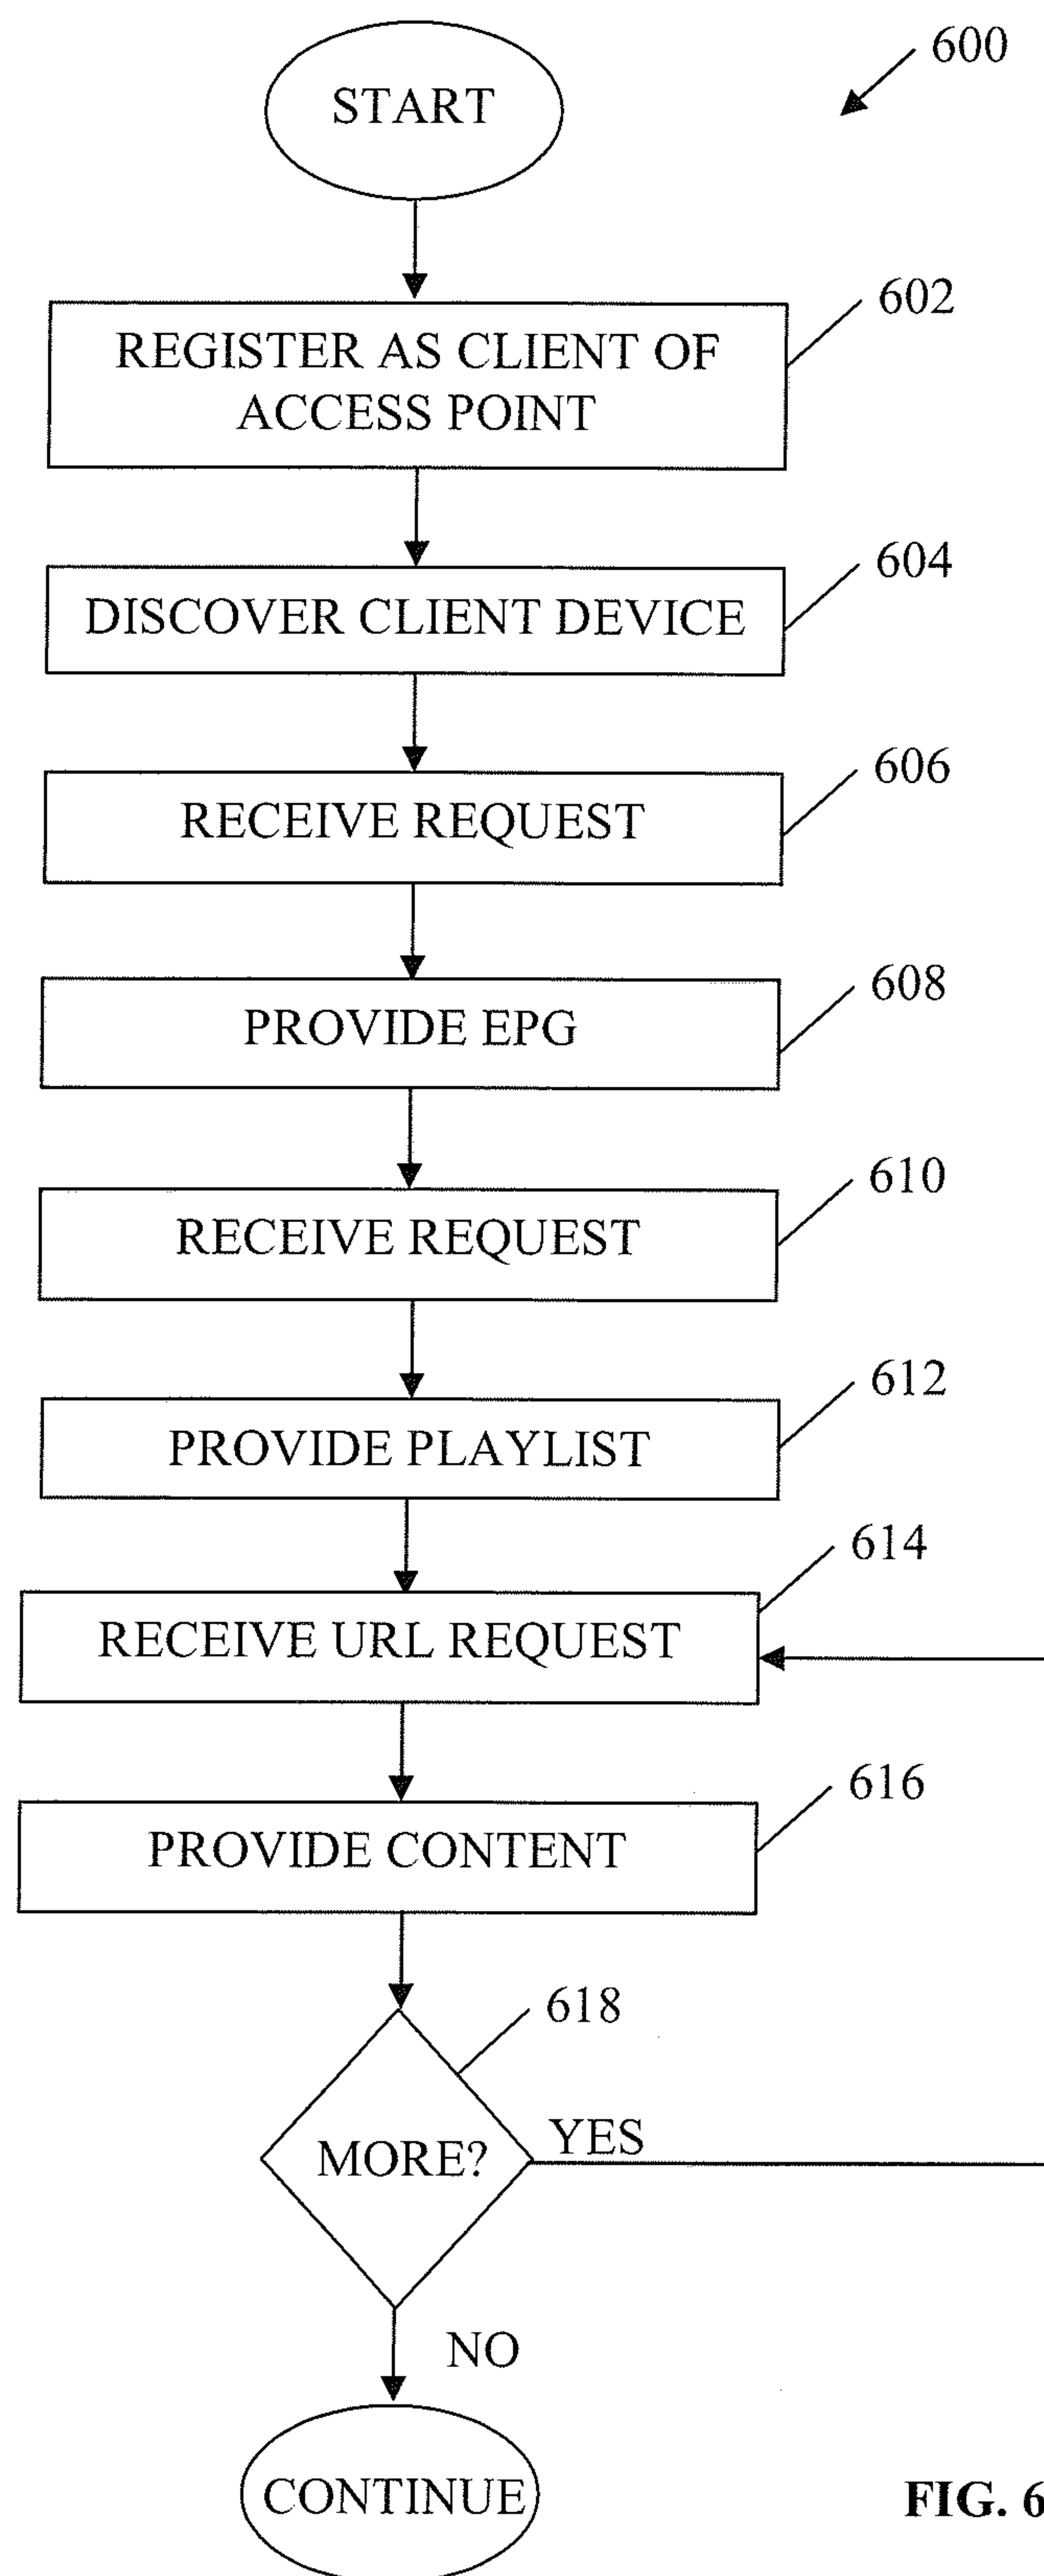 START
600
602
REGISTER AS CLIENT OF
ACCESS POINT
604
DISCOVER CLIENT DEVICE
606
RECEIVE REQUEST
608
PROVIDE EPG
610
RECEIVE REQUEST
612
PROVIDE PLAYLIST
614
RECEIVE URL REQUEST
616
PROVIDE CONTENT
618
MORE?
YES
NO
CONTINUE
FIG. 6